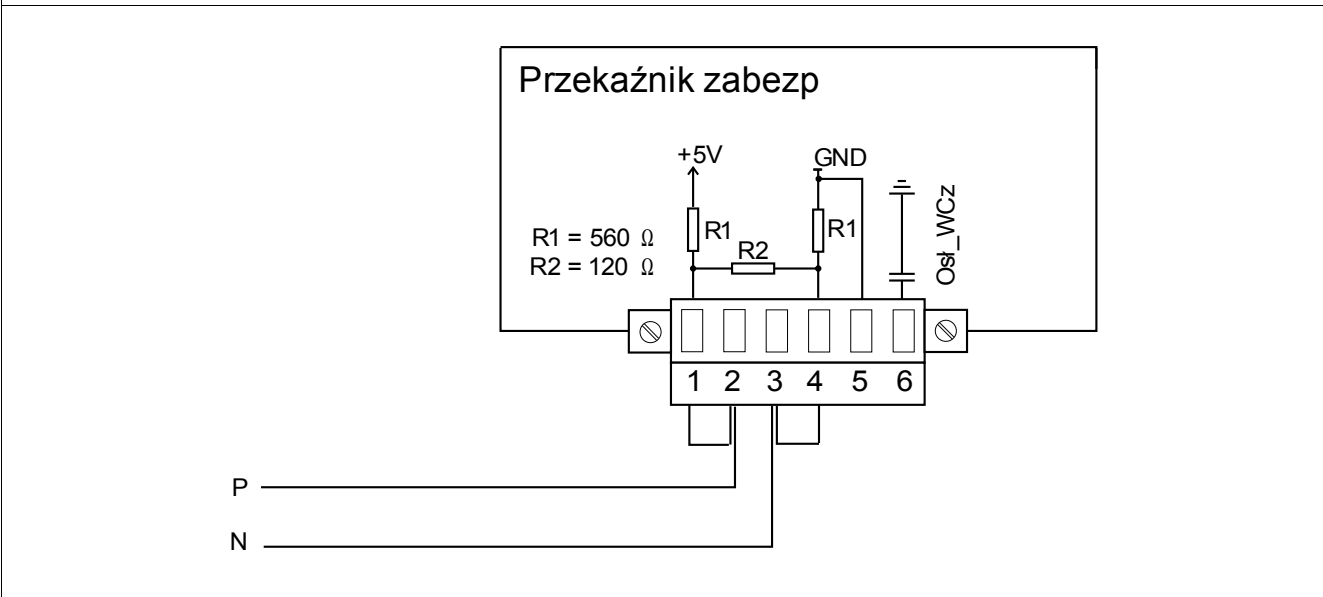 Przekaźnik zabezp
+5V
GND
R1
R1
R2
R1 = 560 Ω
R2 = 120 Ω
Osł_WCz
1 2 3 4 5 6
P
N